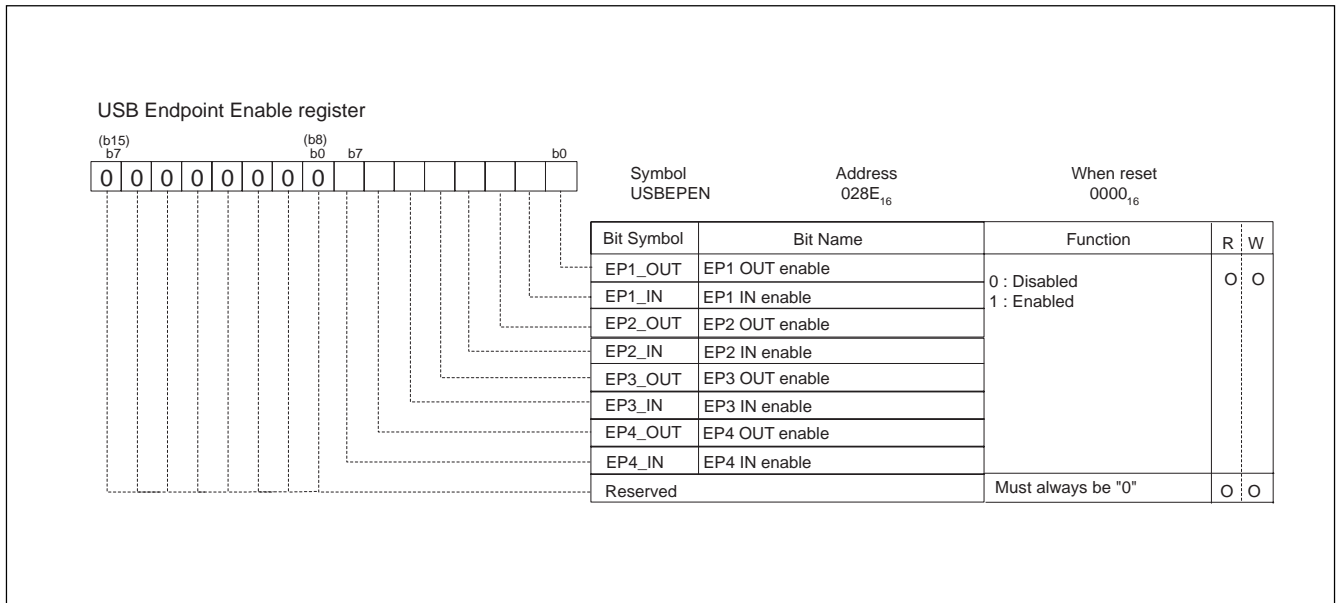 USB Endpoint Enable register
(b15) (b8)
b7 b0 b7 b0
0 0 0 0 0 0 0 0
Symbol Address When reset
USBEPEN 028E16 000016
Bit Symbol Bit Name Function R W
EP1_OUT EP1 OUT enable
0 : Disabled O O
1 : Enabled
EP1_IN EP1 IN enable
EP2_OUT EP2 OUT enable
EP2_IN EP2 IN enable
EP3_OUT EP3 OUT enable
EP3_IN EP3 IN enable
EP4_OUT EP4 OUT enable
EP4_IN EP4 IN enable
Reserved Must always be "0" O O